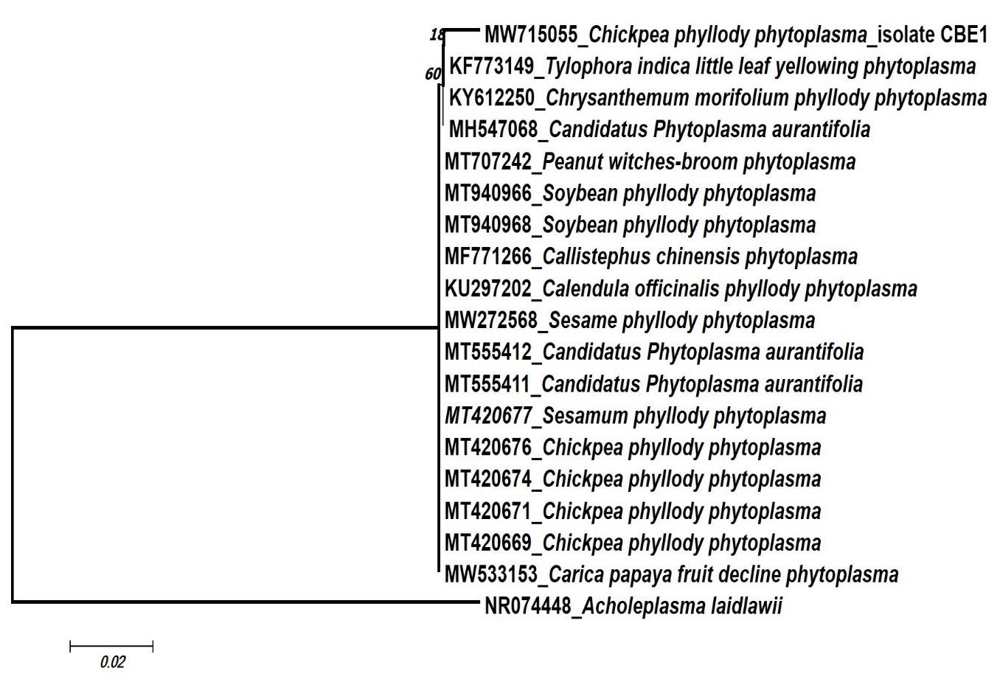 18 MW715055_Chickpea phyllody phytoplasma_isolate CBE1
KF773149_Tylophora indica little leaf yellowing phytoplasma
60
KY612250_Chrysanthemum morifolium phyllody phytoplasma
MH547068_Candidatus Phytoplasma aurantifolia
MT707242_Peanut witches-broom phytoplasma
MT940966_Soybean phyllody phytoplasma
MT940968_Soybean phyllody phytoplasma
MF771266_Callistephus chinensis phytoplasma
KU297202_Calendula officinalis phyllody phytoplasma
MW272568_Sesame phyllody phytoplasma
MT555412_Candidatus Phytoplasma aurantifolia
MT555411_Candidatus Phytoplasma aurantifolia
MT420677_Sesamum phyllody phytoplasma
MT420676_Chickpea phyllody phytoplasma
MT420674_Chickpea phyllody phytoplasma
MT420671_Chickpea phyllody phytoplasma
MT420669_Chickpea phyllody phytoplasma
MW533153_Carica papaya fruit decline phytoplasma
NR074448_Acholeplasma laidlawii
0.02